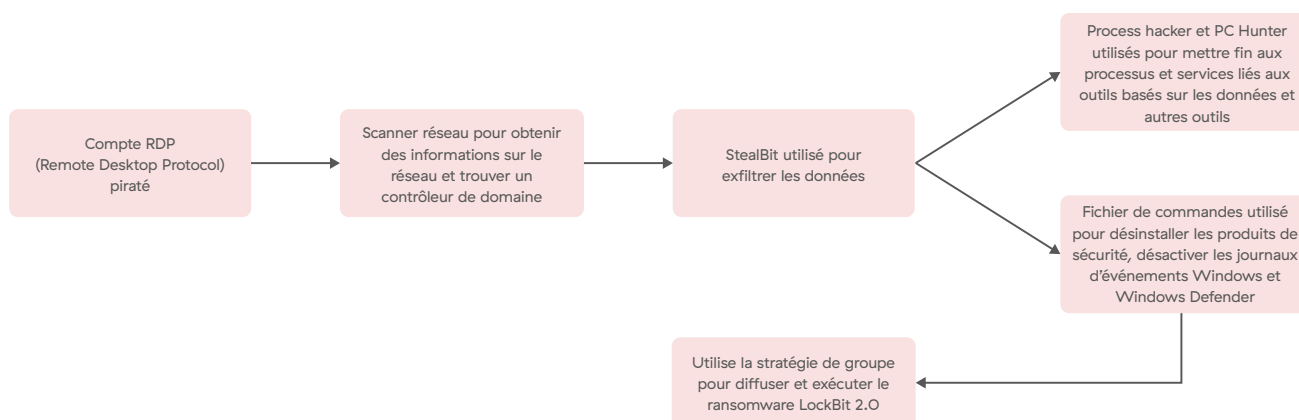 Compte RDP
(Remote Desktop Protocol)
piraté
Scanner réseau pour obtenir
des informations sur le
réseau et trouver un
contrôleur de domaine
StealBit utilisé pour
exfiltrer les données
Process hacker et PC Hunter
utilisés pour mettre fin aux
processus et services liés aux
outils basés sur les données et
autres outils
Fichier de commandes utilisé
pour désinstaller les produits de
sécurité, désactiver les journaux
d'événements Windows et
Windows Defender
Utilise la stratégie de groupe
pour diffuser et exécuter le
ransomware LockBit 2.0